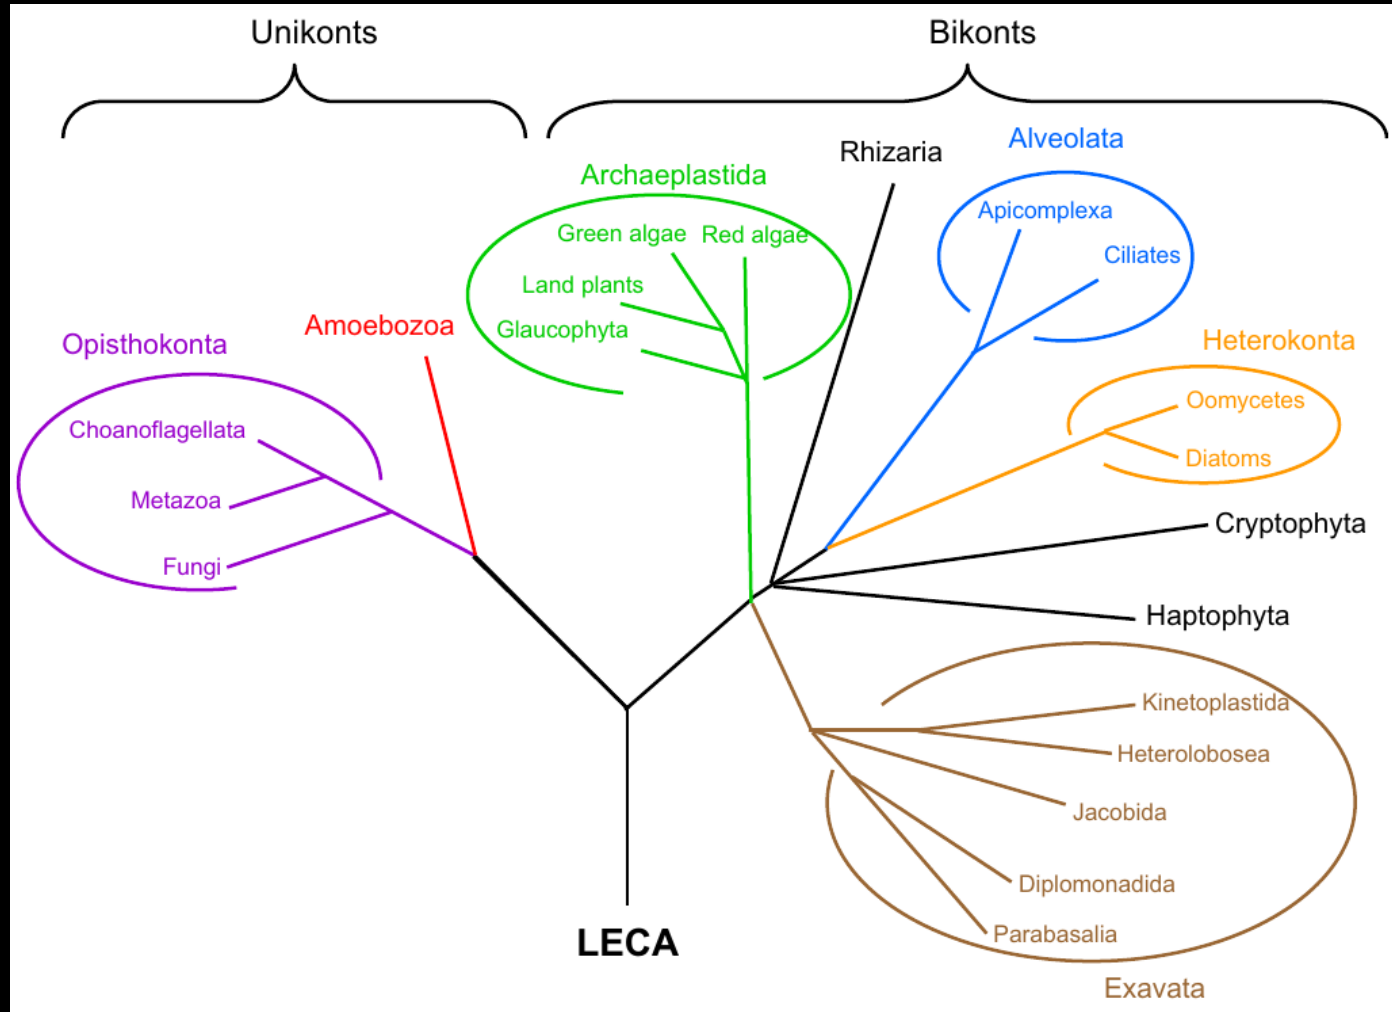 Unikonts
Bikonts
Rhizaria
Alveolata
Archaeplastida
Apicomplexa
Green algae
Red algae
Ciliates
Land plants
Amoebozoa
Glaucophyta
Opisthokonta
Heterokonta
Oomycetes
Choanoflagellata
Diatoms
Metazoa
Cryptophyta
Fungi
Haptophyta
Kinetoplastida
Heterolobosea
Jacobida
Diplomonadida
Parabasalia
LECA
Exavata